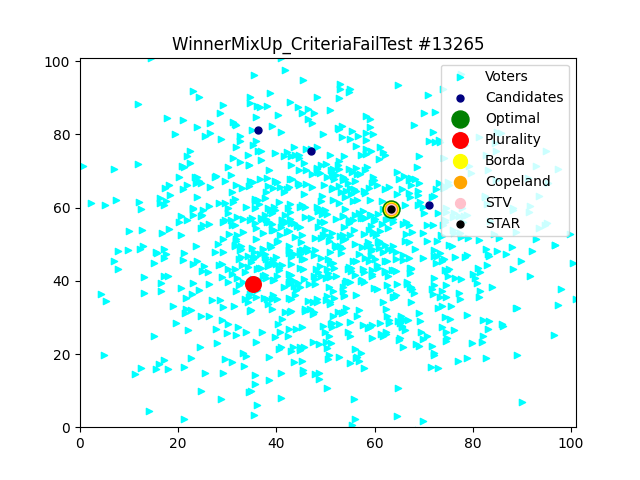 WinnerMixUp_CriteriaFailTest #13265
100
80
60
40
20
0
0 20 40 60 80 100
Voters
Candidates
Optimal
Plurality
Borda
Copeland
STV
STAR